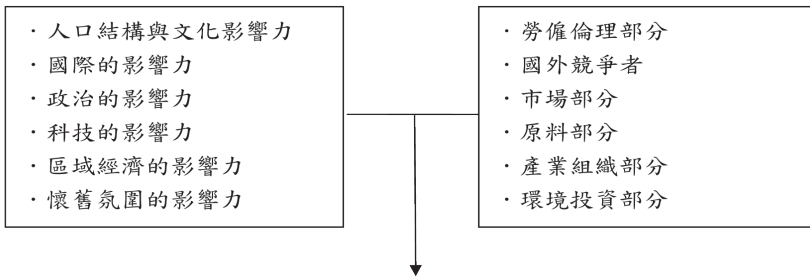 · 人口結構與文化影響力
· 國際的影響力
· 政治的影響力
· 科技的影響力
· 區域經濟的影響力
· 懷舊氛圍的影響力
· 勞僱倫理部分
· 國外競爭者
· 市場部分
· 原料部分
· 產業組織部分
· 環境投資部分